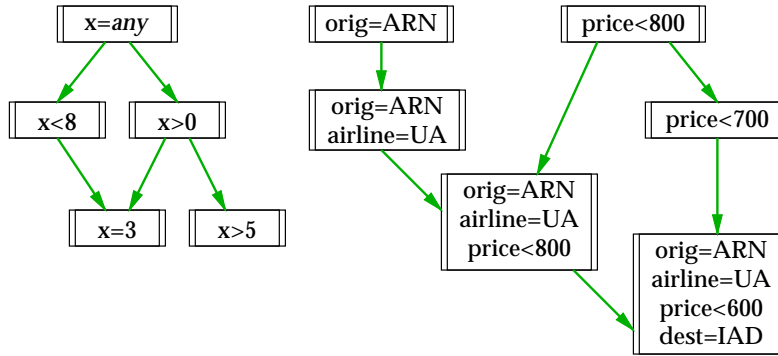 x=any
orig=ARN
price<800
x<8
x>0
orig=ARN
airline=UA
price<700
orig=ARN
airline=UA
price<800
x=3
x>5
orig=ARN
airline=UA
price<600
dest=IAD